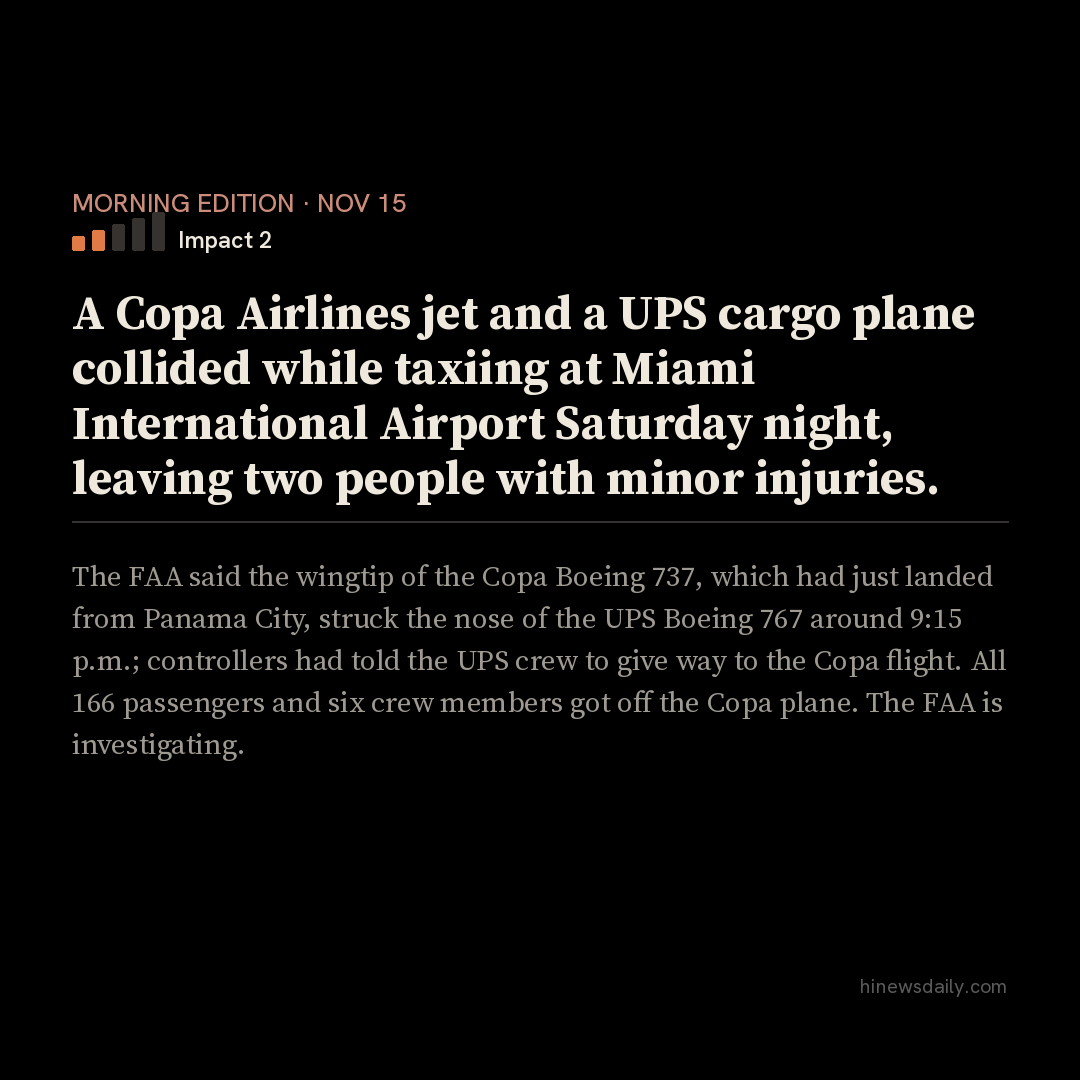 MORNING EDITION · NOV 15
Impact 2
A Copa Airlines jet and a UPS cargo plane
collided while taxiing at Miami
International Airport Saturday night,
leaving two people with minor injuries.
The FAA said the wingtip of the Copa Boeing 737, which had just landed
from Panama City, struck the nose of the UPS Boeing 767 around 9:15
p.m.; controllers had told the UPS crew to give way to the Copa flight. All
166 passengers and six crew members got off the Copa plane. The FAA is
investigating.
hinewsdaily.com